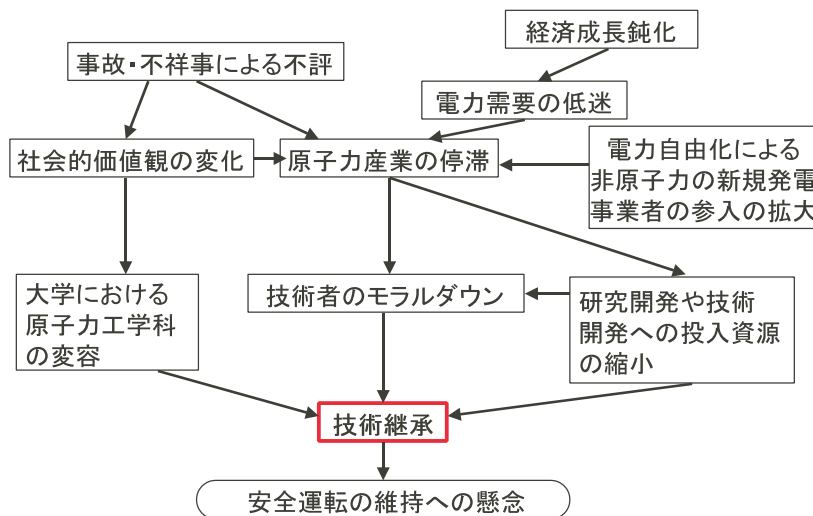 経済成長鈍化
事故・不祥事による不評
電力需要の低迷
社会的価値観の変化
原子力産業の停滞
電力自由化による
非原子力の新規発電
事業者の参入の拡大
大学における
原子力工学科
の変容
技術者のモラルダウン
研究開発や技術
開発への投入資源
の縮小
技術継承
安全運転の維持への懸念